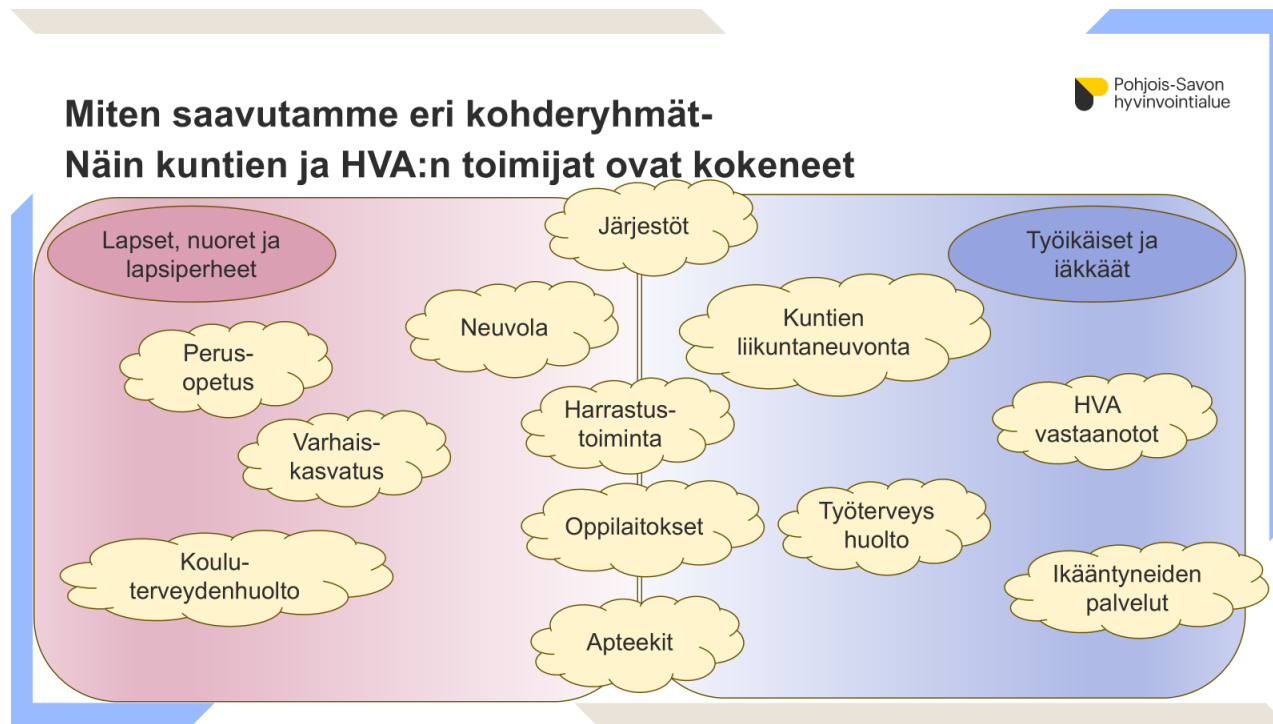 Pohjois-Savon
hyvinvointialue
Miten saavutamme eri kohderyhmät-
Näin kuntien ja HVA:n toimijat ovat kokeneet
Lapset, nuoret ja
lapsiperheet
Järjestöt
Työikäiset ja
iäkkäät
Neuvola
Kuntien
liikuntaneuvonta
Perus-
opetus
Harrastus-
toiminta
HVA
vastaanotot
Varhais-
kasvatus
Oppilaitokset
Työterveys
huolto
Koulu-
terveydenhuolto
Ikääntyneiden
palvelut
Apteekit